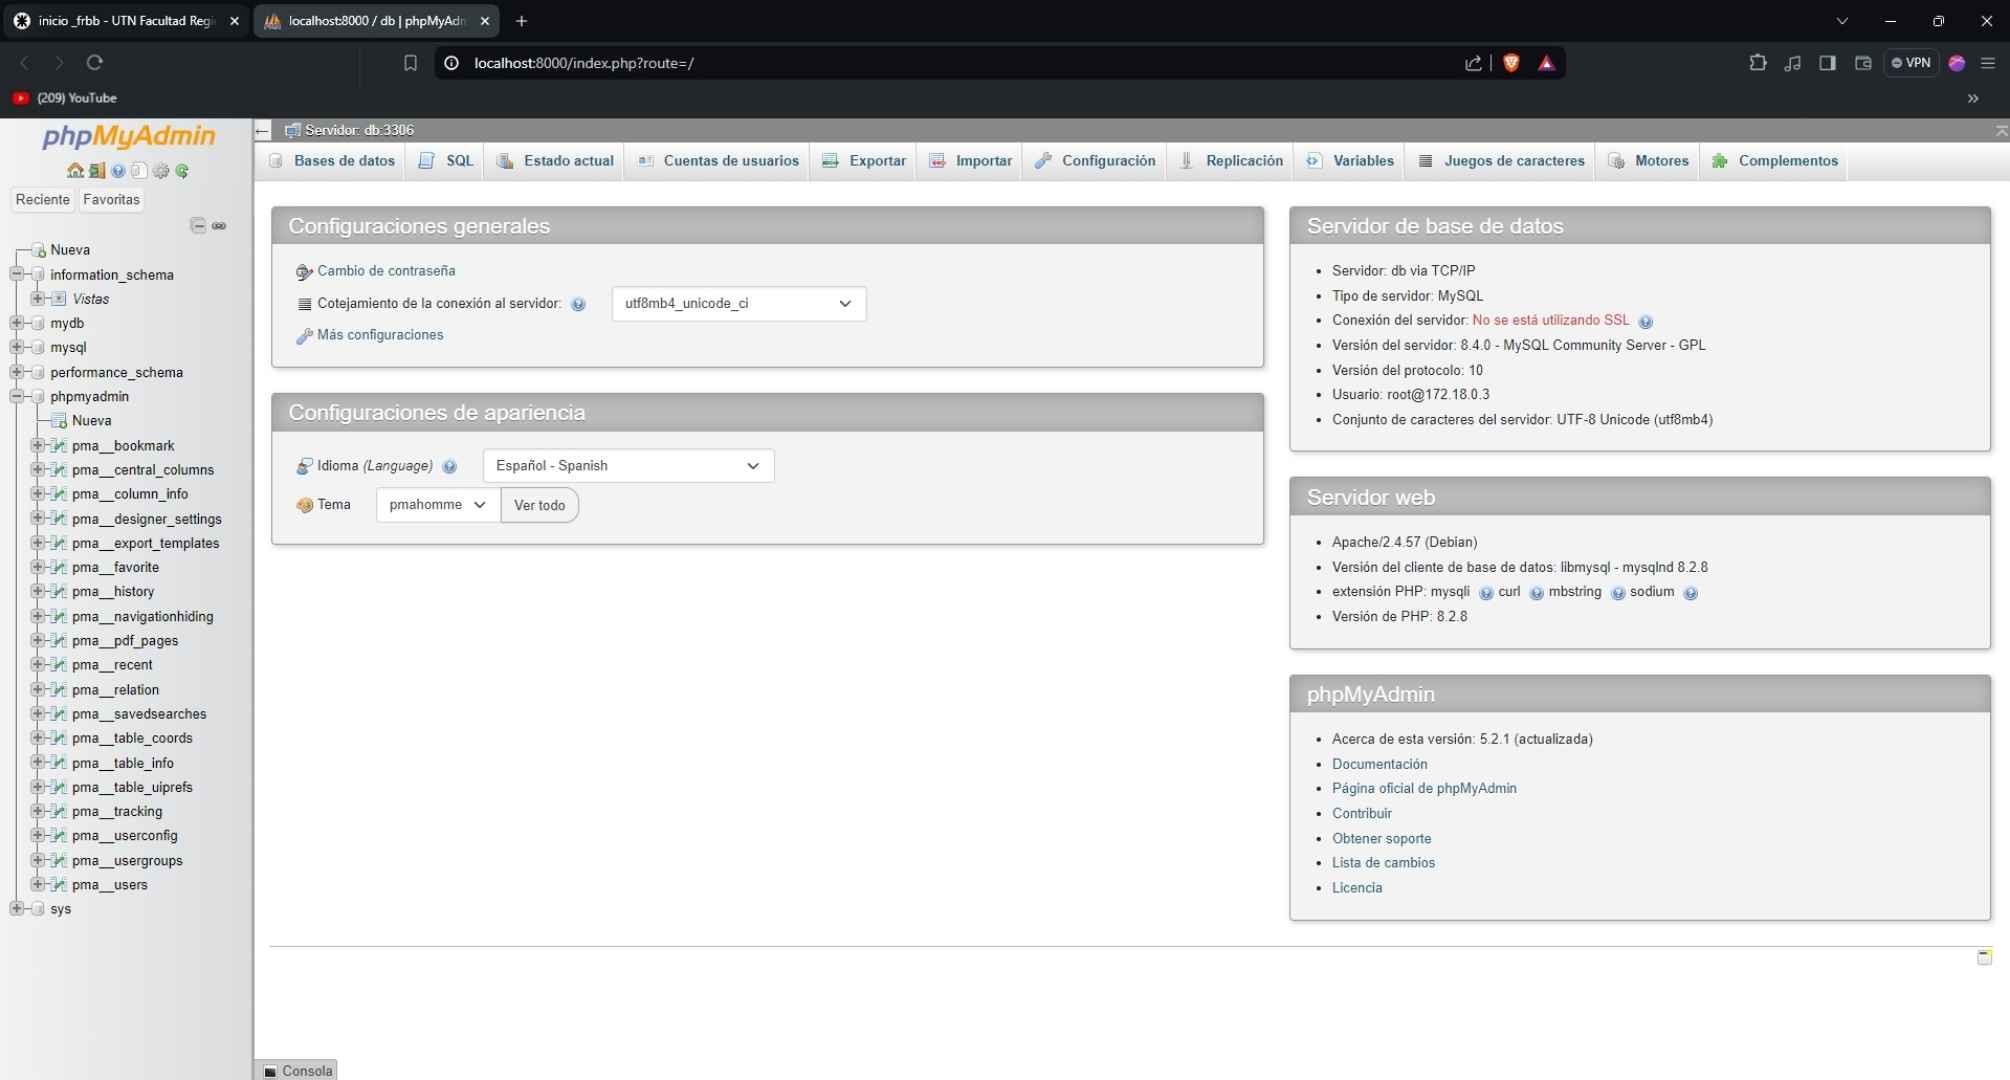 inicio _frbb - UTN Facultad Regi
localhost:8000 / db | phpMyAdm
localhost:8000/index.php?route=/
VPN
(209) YouTube
phpMyAdmin
Reciente
Favoritas
Nueva
information_schema
Vistas
mydb
mysql
performance_schema
phpmyadmin
Nueva
pma__bookmark
pma__central_columns
pma__column_info
pma__designer_settings
pma__export_templates
pma__favorite
pma__history
pma__navigationhiding
pma__pdf_pages
pma__recent
pma__relation
pma__savedsearches
pma__table_coords
pma__table_info
pma__table_uiprefs
pma__tracking
pma__userconfig
pma__usergroups
pma__users
sys
Servidor: db:3306
Bases de datos
SQL
Estado actual
Cuentas de usuarios
Exportar
Importar
Configuración
Replicación
Variables
Juegos de caracteres
Motores
Complementos
Configuraciones generales
Cambio de contraseña
Cotejamiento de la conexión al servidor: utf8mb4_unicode_ci
Más configuraciones
Configuraciones de apariencia
Idioma (Language) Español - Spanish
Tema pmahomme Ver todo
Servidor de base de datos
• Servidor: db via TCP/IP
• Tipo de servidor: MySQL
• Conexión del servidor: No se está utilizando SSL
• Versión del servidor: 8.4.0 - MySQL Community Server - GPL
• Versión del protocolo: 10
• Usuario: root@172.18.0.3
• Conjunto de caracteres del servidor: UTF-8 Unicode (utf8mb4)
Servidor web
• Apache/2.4.57 (Debian)
• Versión del cliente de base de datos: libmysql - mysqlnd 8.2.8
• extensión PHP: mysqli curl mbstring sodium
• Versión de PHP: 8.2.8
phpMyAdmin
• Acerca de esta versión: 5.2.1 (actualizada)
• Documentación
• Página oficial de phpMyAdmin
• Contribuir
• Obtener soporte
• Lista de cambios
• Licencia
Consola